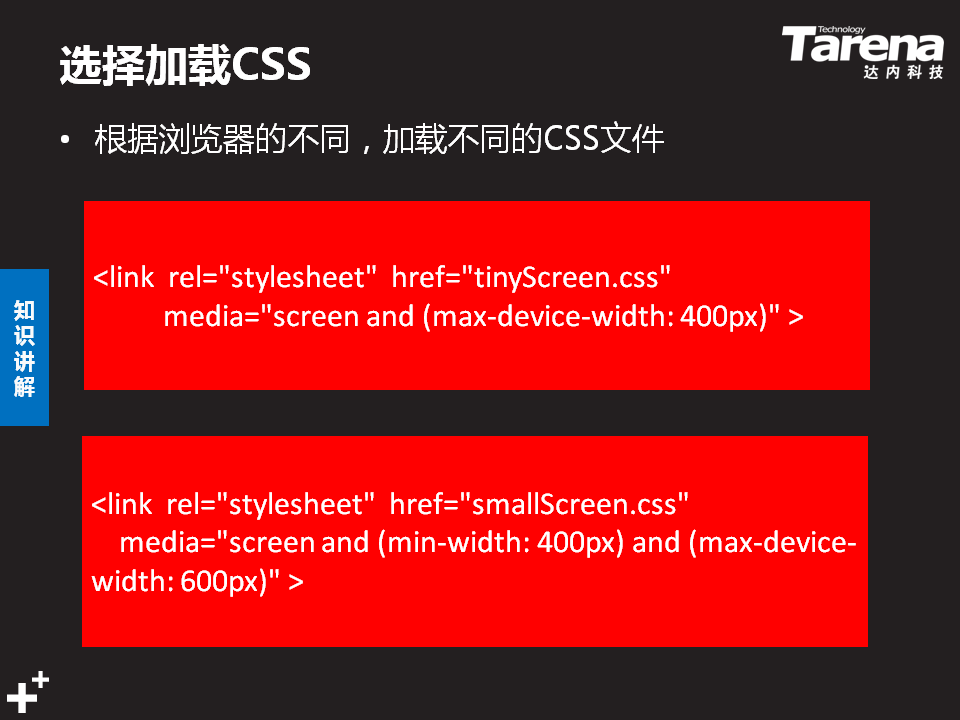 选择加载CSS
Technology
Tarena
达内科技
• 根据浏览器的不同，加载不同的CSS文件
<link rel="stylesheet" href="tinyScreen.css"
media="screen and (max-device-width: 400px)" >
知识讲解
<link rel="stylesheet" href="smallScreen.css"
media="screen and (min-width: 400px) and (max-device-
width: 600px)" >